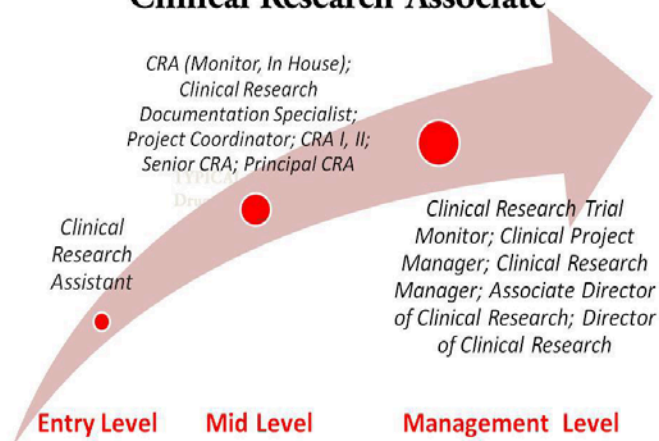 Clinical Research Associate
CRA (Monitor, In House);
Clinical Research
Documentation Specialist;
Project Coordinator; CRA I, II;
Senior CRA; Principal CRA
Clinical
Research
Assistant
Clinical Research Trial
Monitor; Clinical Project
Manager; Clinical Research
Manager; Associate Director
of Clinical Research; Director
of Clinical Research
Entry Level
Mid Level
Management Level